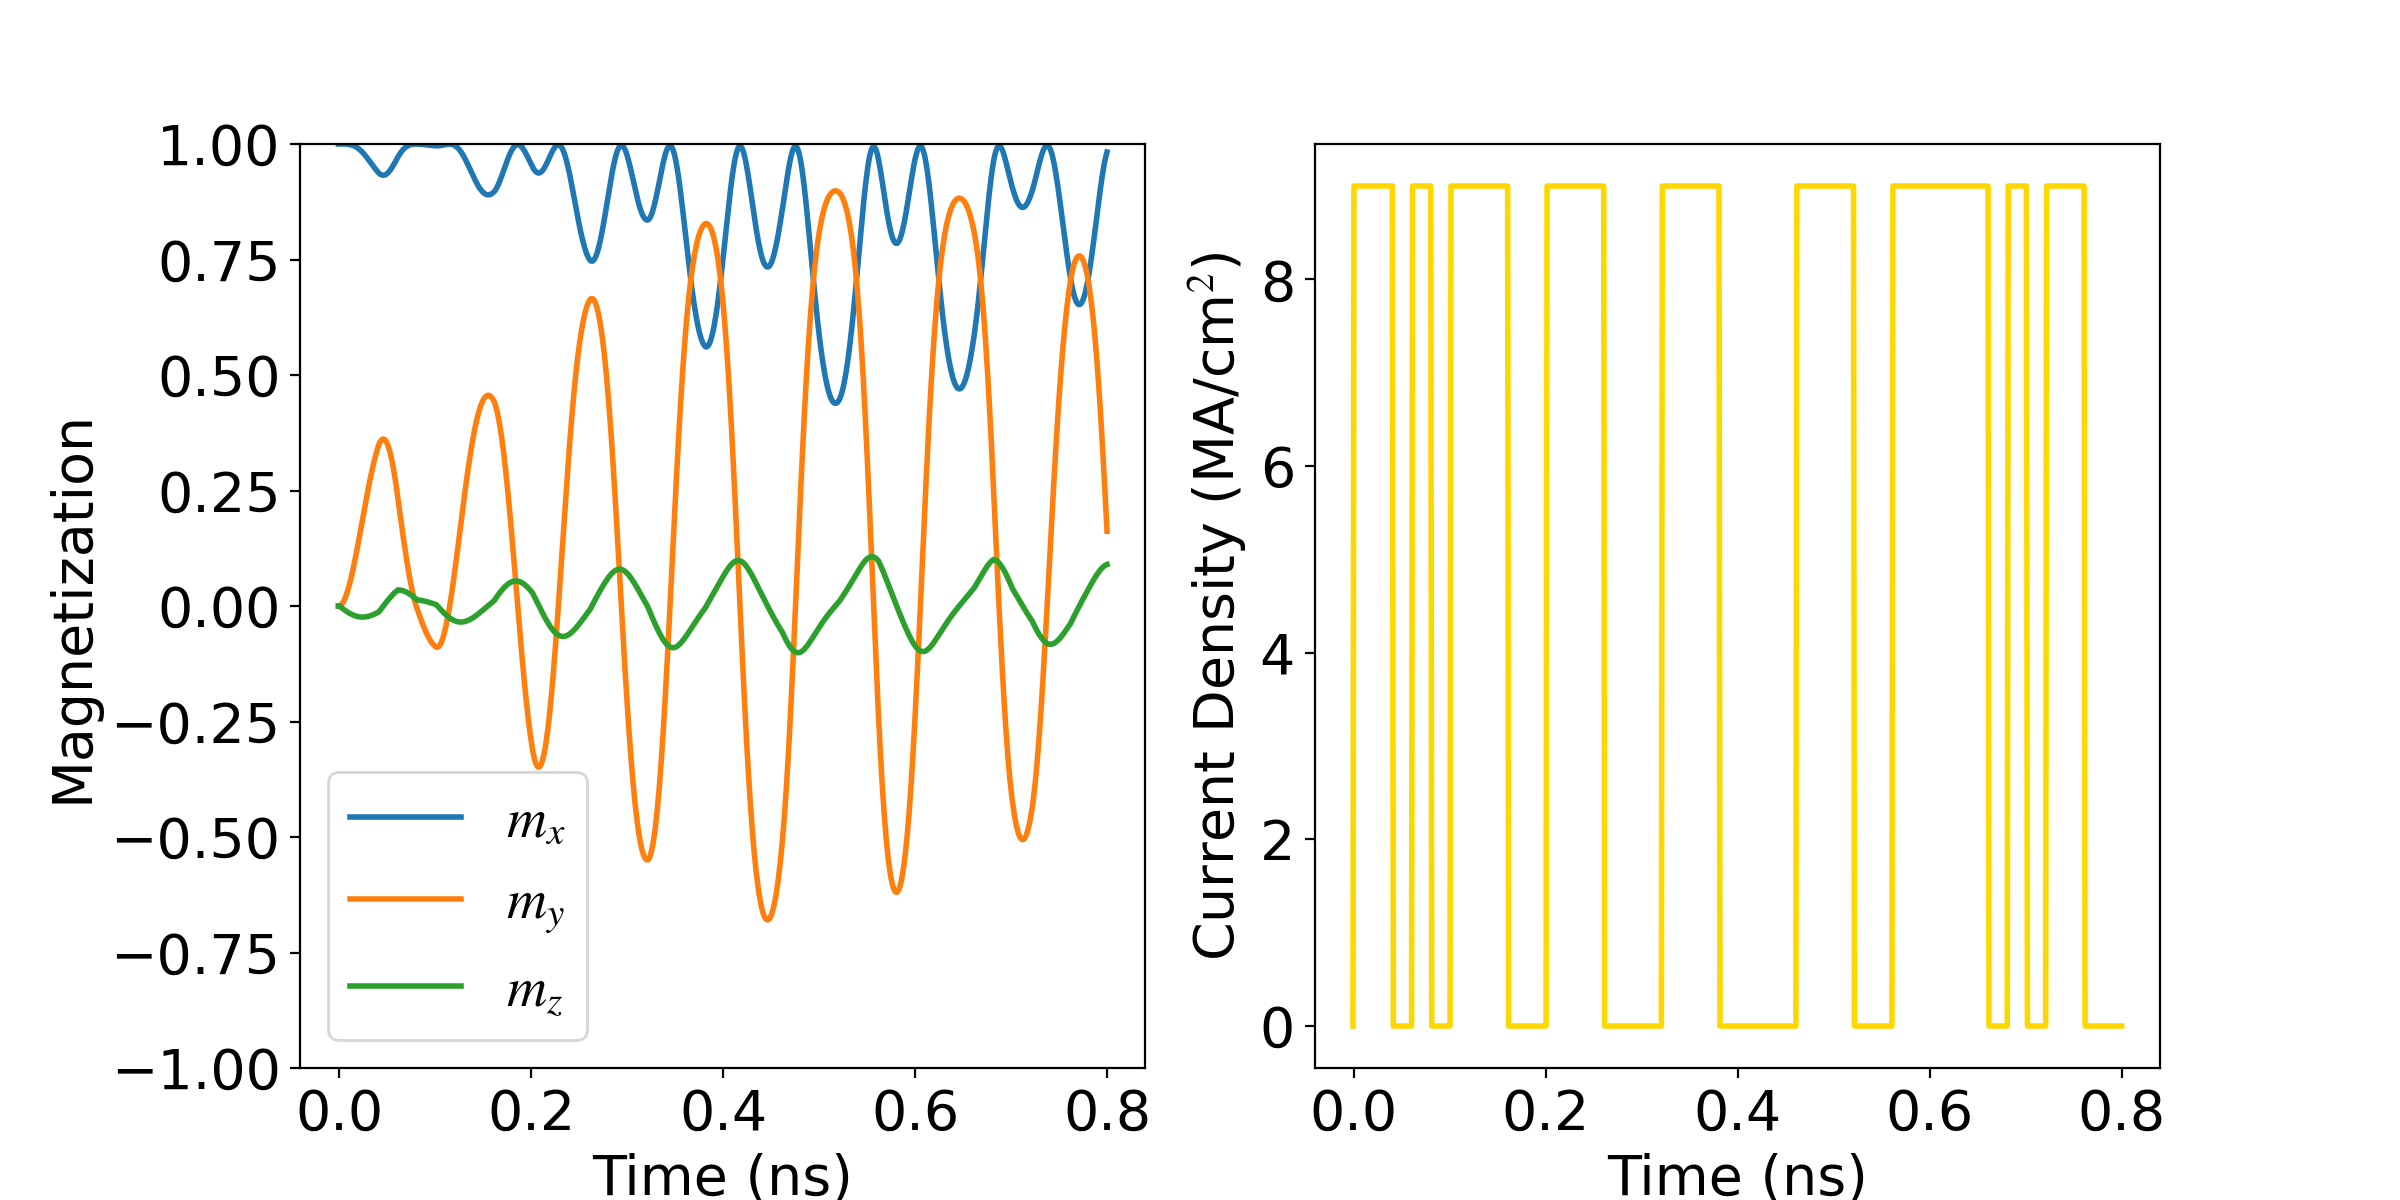 Magnetization
1.00
0.75
0.50
0.25
0.00
−0.25
−0.50
−0.75
−1.00
m_x
m_y
m_z
0.0 0.2 0.4 0.6 0.8
Time (ns)
Current Density (MA/cm²)
8
6
4
2
0
0.0 0.2 0.4 0.6 0.8
Time (ns)